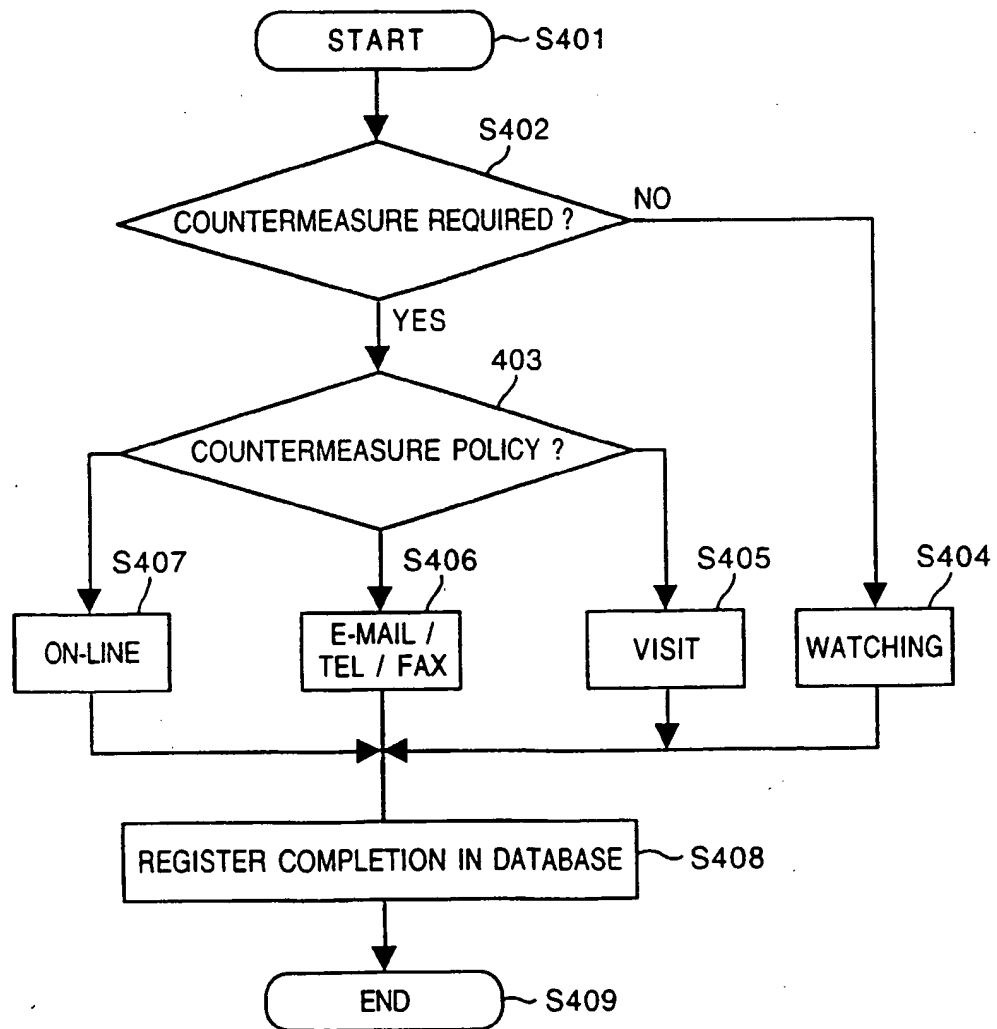 START
S401
S402
COUNTERMEASURE REQUIRED ?
NO
YES
403
COUNTERMEASURE POLICY ?
S407
S406
S405
S404
ON-LINE
E-MAIL /
TEL / FAX
VISIT
WATCHING
REGISTER COMPLETION IN DATABASE
S408
END
S409